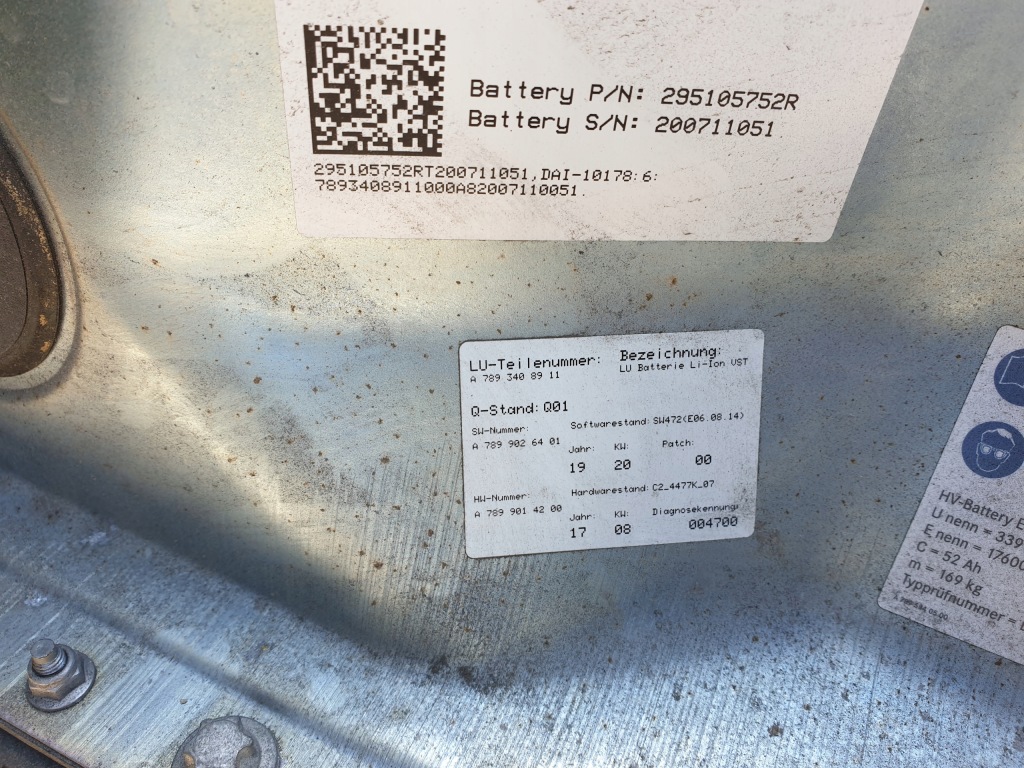 Battery P/N: 295105752R
Battery S/N: 200711051
295105752RT200711051,DAI-10178:6:
7893408911000A82007110051
LU-Teilenummer: Bezeichnung:
A 789 340 89 11 LU Batterie Li-Ion VST
Q-Stand: Q01
SW-Nummer: Softwarestand: SW472(E06.08.14)
A 789 902 64 01 Jahr: KW: Patch:
19 20 00
HW-Nummer: Hardwarestand: C2_4477K_07
A 789 901 42 00 Jahr: KW: Diagnosekennung:
17 08 004700
HV-Battery
U nenn = 339
E nenn = 17600
C = 52 Ah
m = 169 kg
Typprüfnummer =